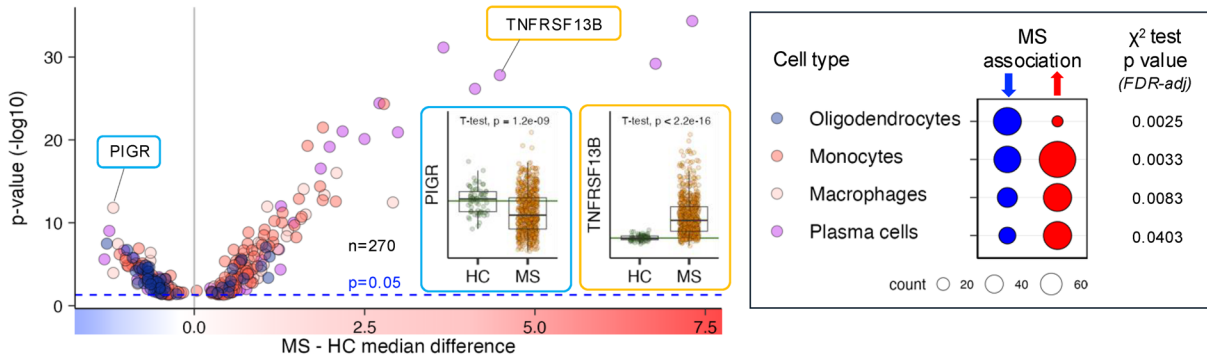 TNFRSF13B
PIGR
p-value (-log10)
30
20
10
0
n=270
p=0.05
0.0
2.5
5.0
7.5
MS - HC median difference
T-test, p = 1.2e-09
PIGR
HC
MS
T-test, p < 2.2e-16
TNFRSF13B
HC
MS
Cell type
MS association
χ² test
p value
(FDR-adj)
Oligodendrocytes 0.0025
Monocytes 0.0033
Macrophages 0.0083
Plasma cells 0.0403
count 20 40 60